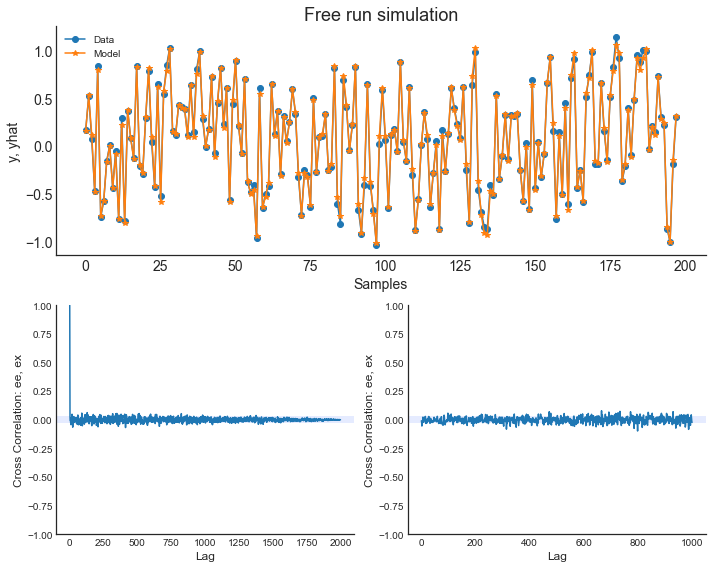 Free run simulation
Data
Model
y, yhat
1.0
0.5
0.0
−0.5
−1.0
0 25 50 75 100 125 150 175 200
Samples
Cross Correlation: ee, ex
1.00
0.75
0.50
0.25
0.00
−0.25
−0.50
−0.75
−1.00
0 250 500 750 1000 1250 1500 1750 2000
Lag
Cross Correlation: ee, ex
1.00
0.75
0.50
0.25
0.00
−0.25
−0.50
−0.75
−1.00
0 200 400 600 800 1000
Lag